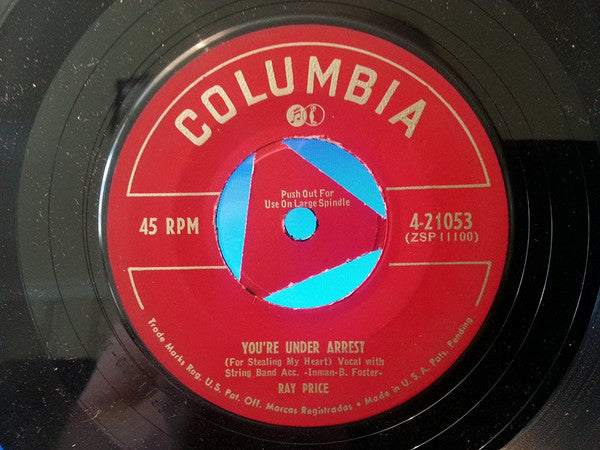 COLUMBIA
Push Out For
Use On Large Spindle
45 RPM
4-21053
(ZSP 11100)
YOU'RE UNDER ARREST
(For Stealing My Heart) Vocal with
String Band Acc. -Inman-B. Foster-
RAY PRICE
Trade Marks Reg. U.S. Pat. Off. Marcas Registradas • Made in U.S.A. Pats. Pending